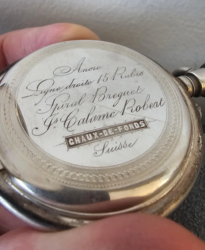 Ancre
Ligne droite 15 Rubis
Spiral Breguet
Js Calame Robert
CHAUX-DE-FONDS
Suisse